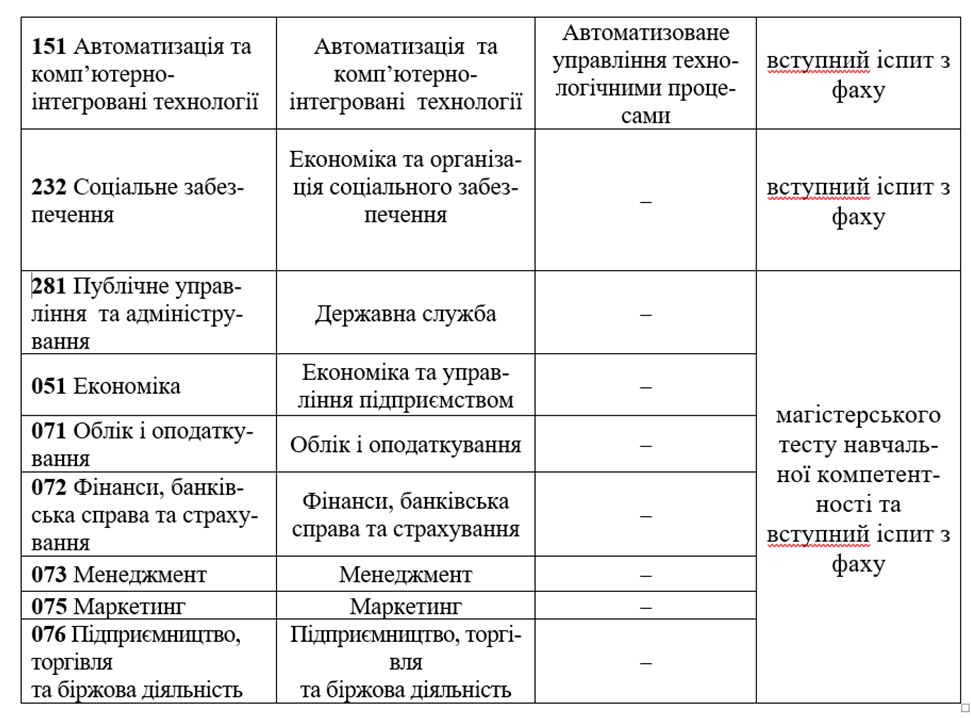 151 Автоматизація та
комп’ютерно-
інтегровані технології
Автоматизація та
комп’ютерно-
інтегровані технології
Автоматизоване
управління техно-
логічними проце-
сами
вступний іспит з
фаху
232 Соціальне забез-
печення
Економіка та організа-
ція соціального забез-
печення
–
вступний іспит з
фаху
281 Публічне управ-
ління та адміністру-
вання
Державна служба
–
магістерського
тесту навчаль-
ної компетент-
ності та
вступний іспит з
фаху
051 Економіка
Економіка та управ-
ління підприємством
–
071 Облік і оподатку-
вання
Облік і оподаткування
–
072 Фінанси, банків-
ська справа та страху-
вання
Фінанси, банківська
справа та страхування
–
073 Менеджмент
Менеджмент
–
075 Маркетинг
Маркетинг
–
076 Підприємництво,
торгівля
та біржова діяльність
Підприємництво, торгі-
вля
та біржова діяльність
–